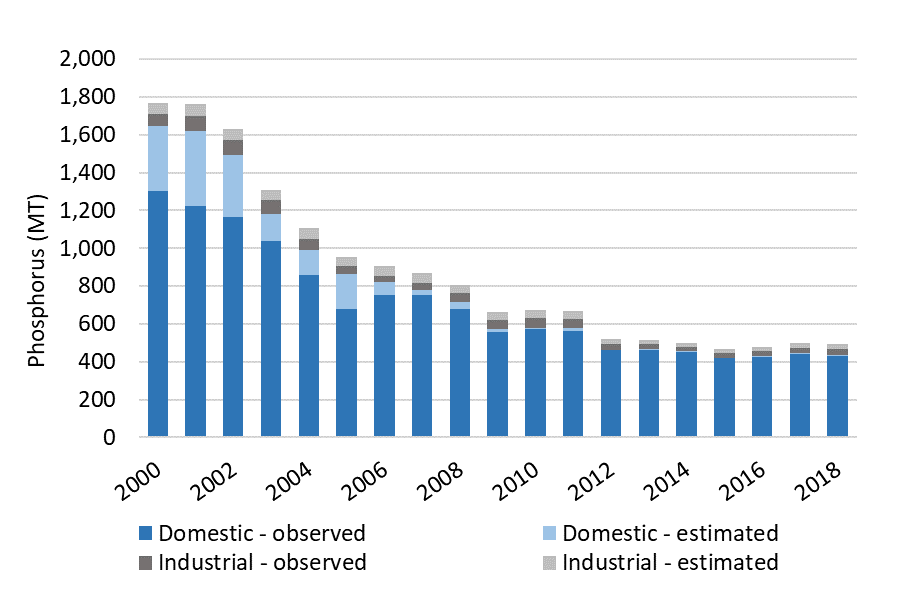 2,000
1,800
1,600
1,400
1,200
1,000
800
600
400
200
0
Phosphorus (MT)
2000 2002 2004 2006 2008 2010 2012 2014 2016 2018
Domestic - observed Domestic - estimated
Industrial - observed Industrial - estimated